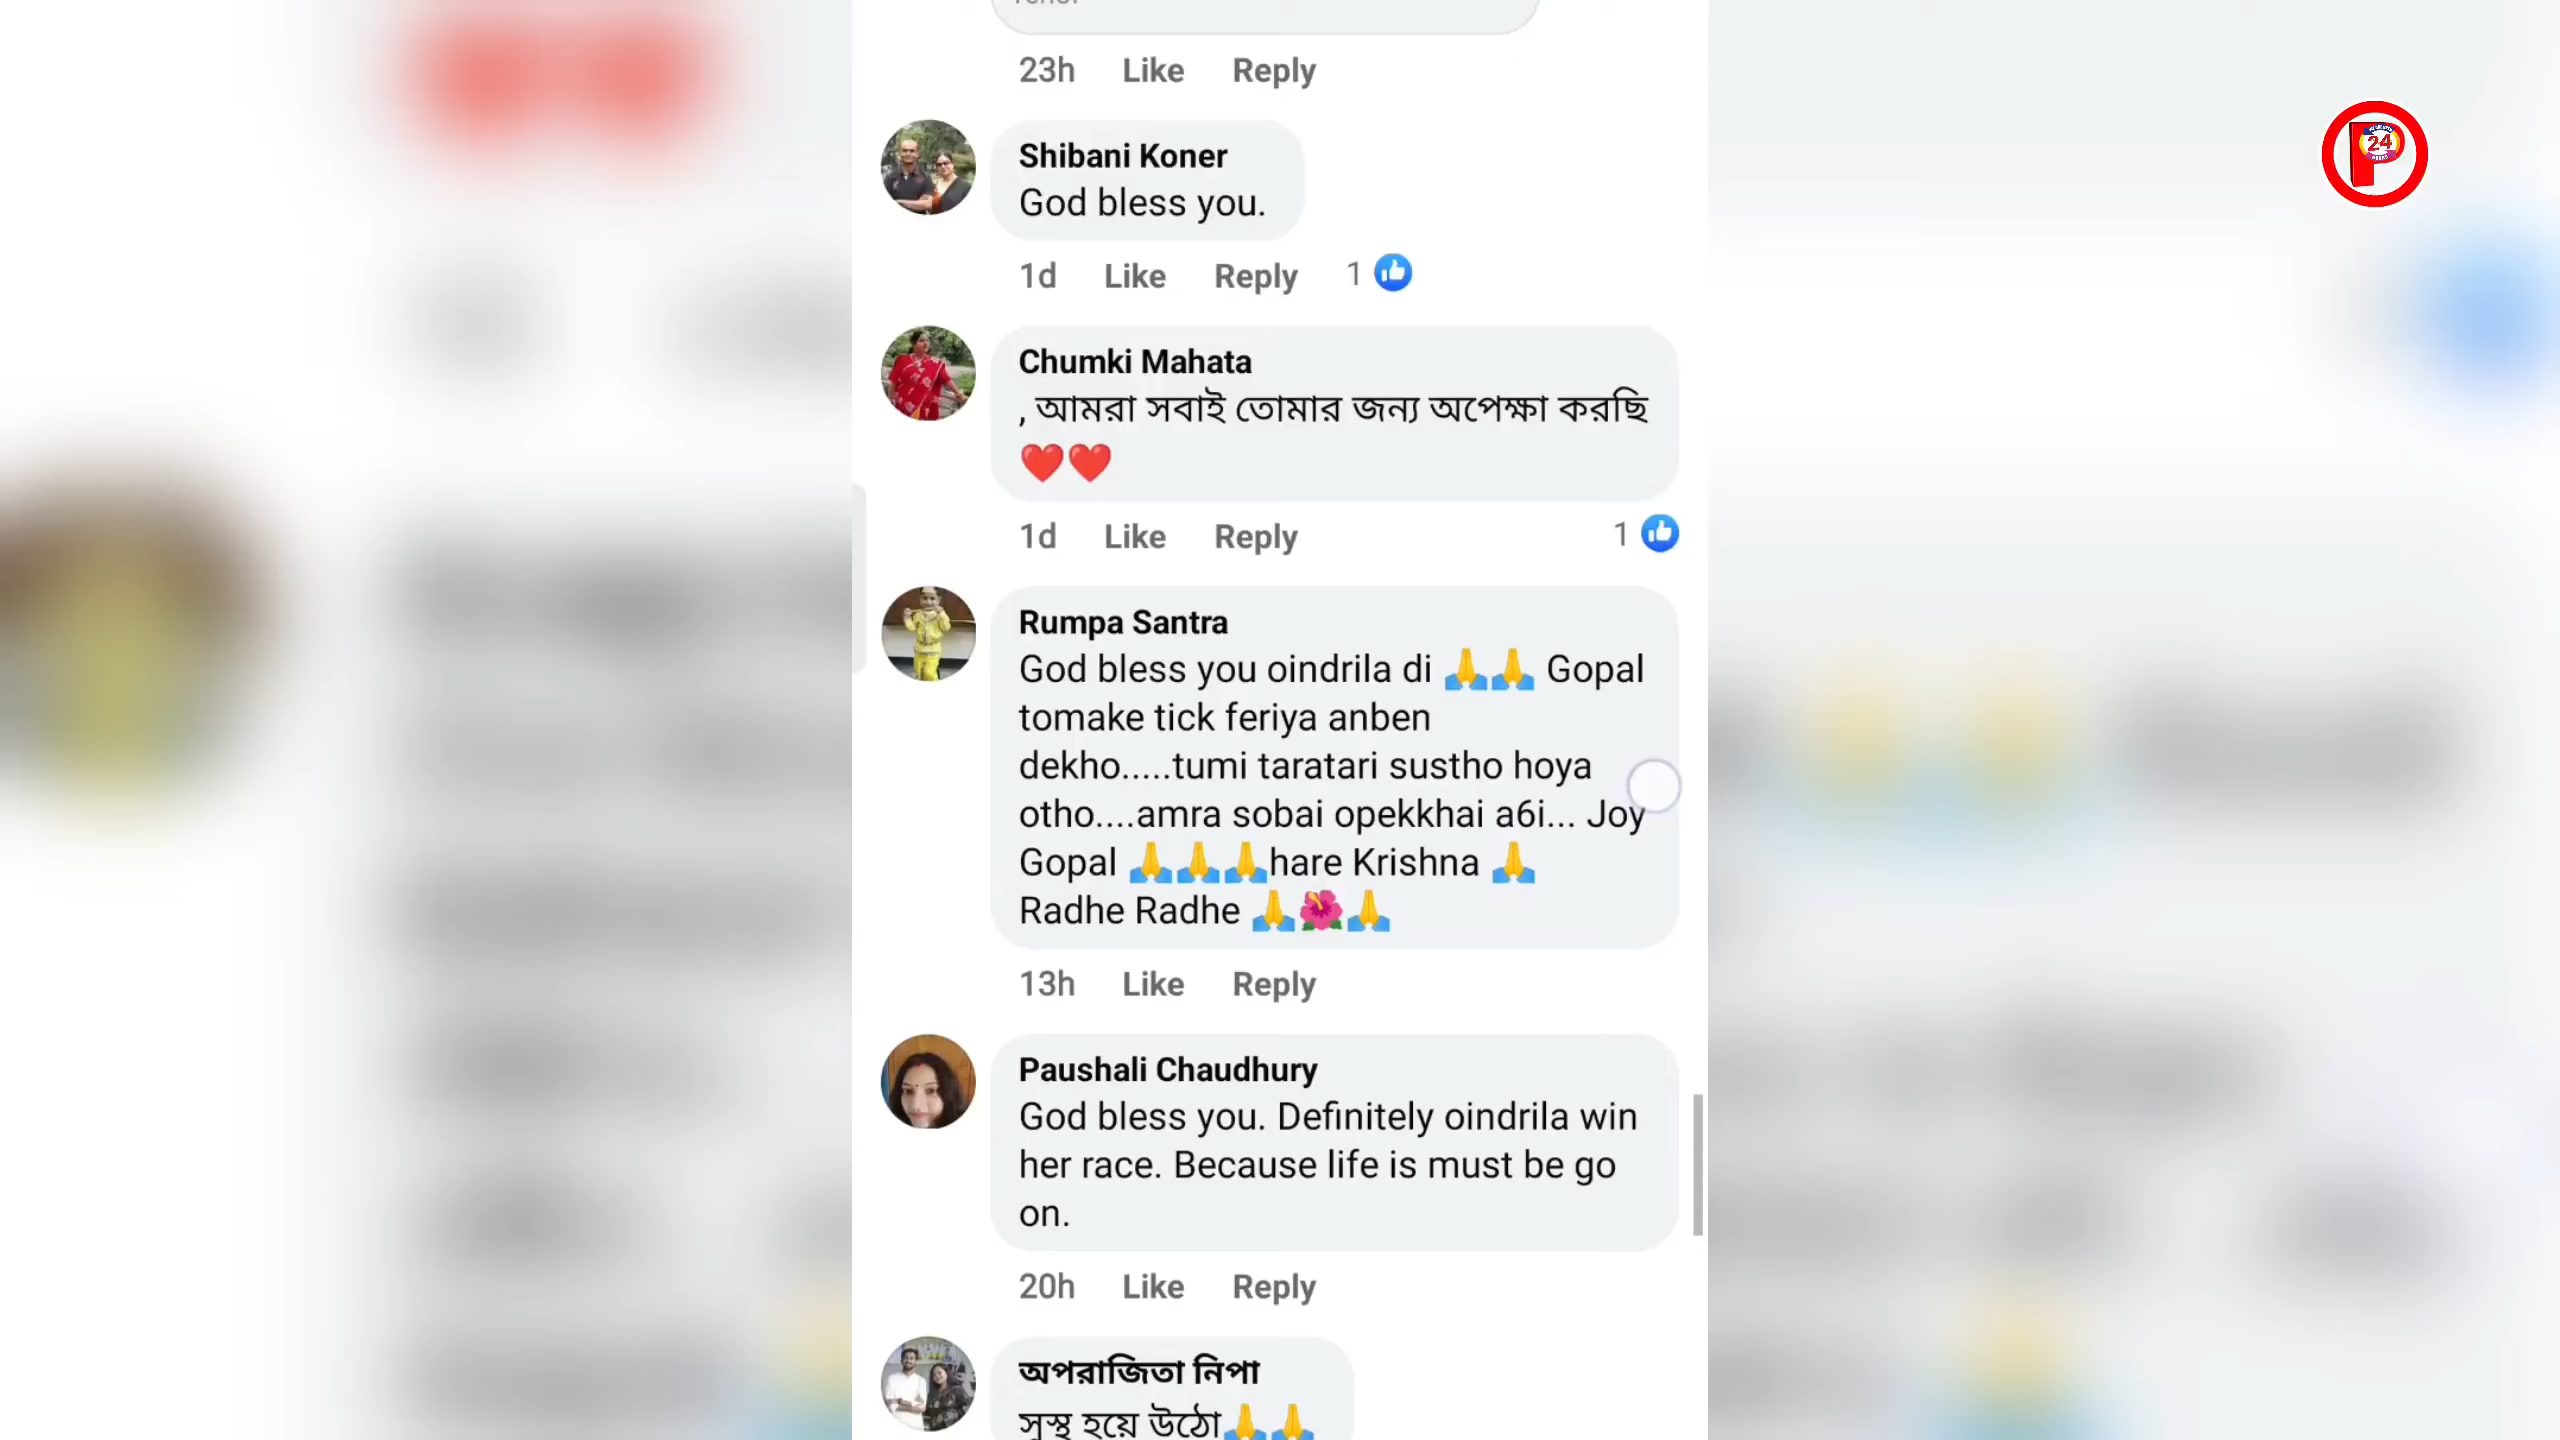 23h Like Reply
Shibani Koner
God bless you.
1d Like Reply 1
Chumki Mahata
, আমরা সবাই তোমার জন্য অপেক্ষা করছি
❤️❤️
1d Like Reply 1
Rumpa Santra
God bless you oindrila di 🙏🙏 Gopal
tomake tick feriya anben
dekho.....tumi taratari sustho hoya
otho....amra sobai opekkhai a6i... Joy
Gopal 🙏🙏🙏hare Krishna 🙏
Radhe Radhe 🙏🌺🙏
13h Like Reply
Paushali Chaudhury
God bless you. Definitely oindrila win
her race. Because life is must be go
on.
20h Like Reply
অপরাজিতা নিপা
সুস্থ হয়ে উঠো🙏🙏
P 24